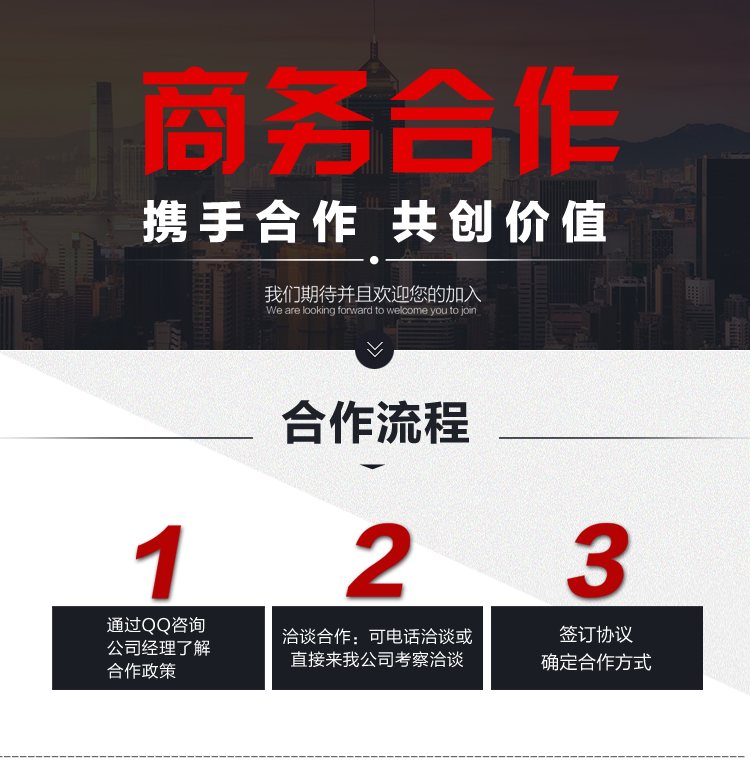 商务合作
携手合作 共创价值
我们期待并且欢迎您的加入
We are looking forward to welcome you to join
合作流程
1
2
3
通过QQ咨询
公司经理了解
合作政策
洽谈合作：可电话洽谈或
直接来我公司考察洽谈
签订协议
确定合作方式